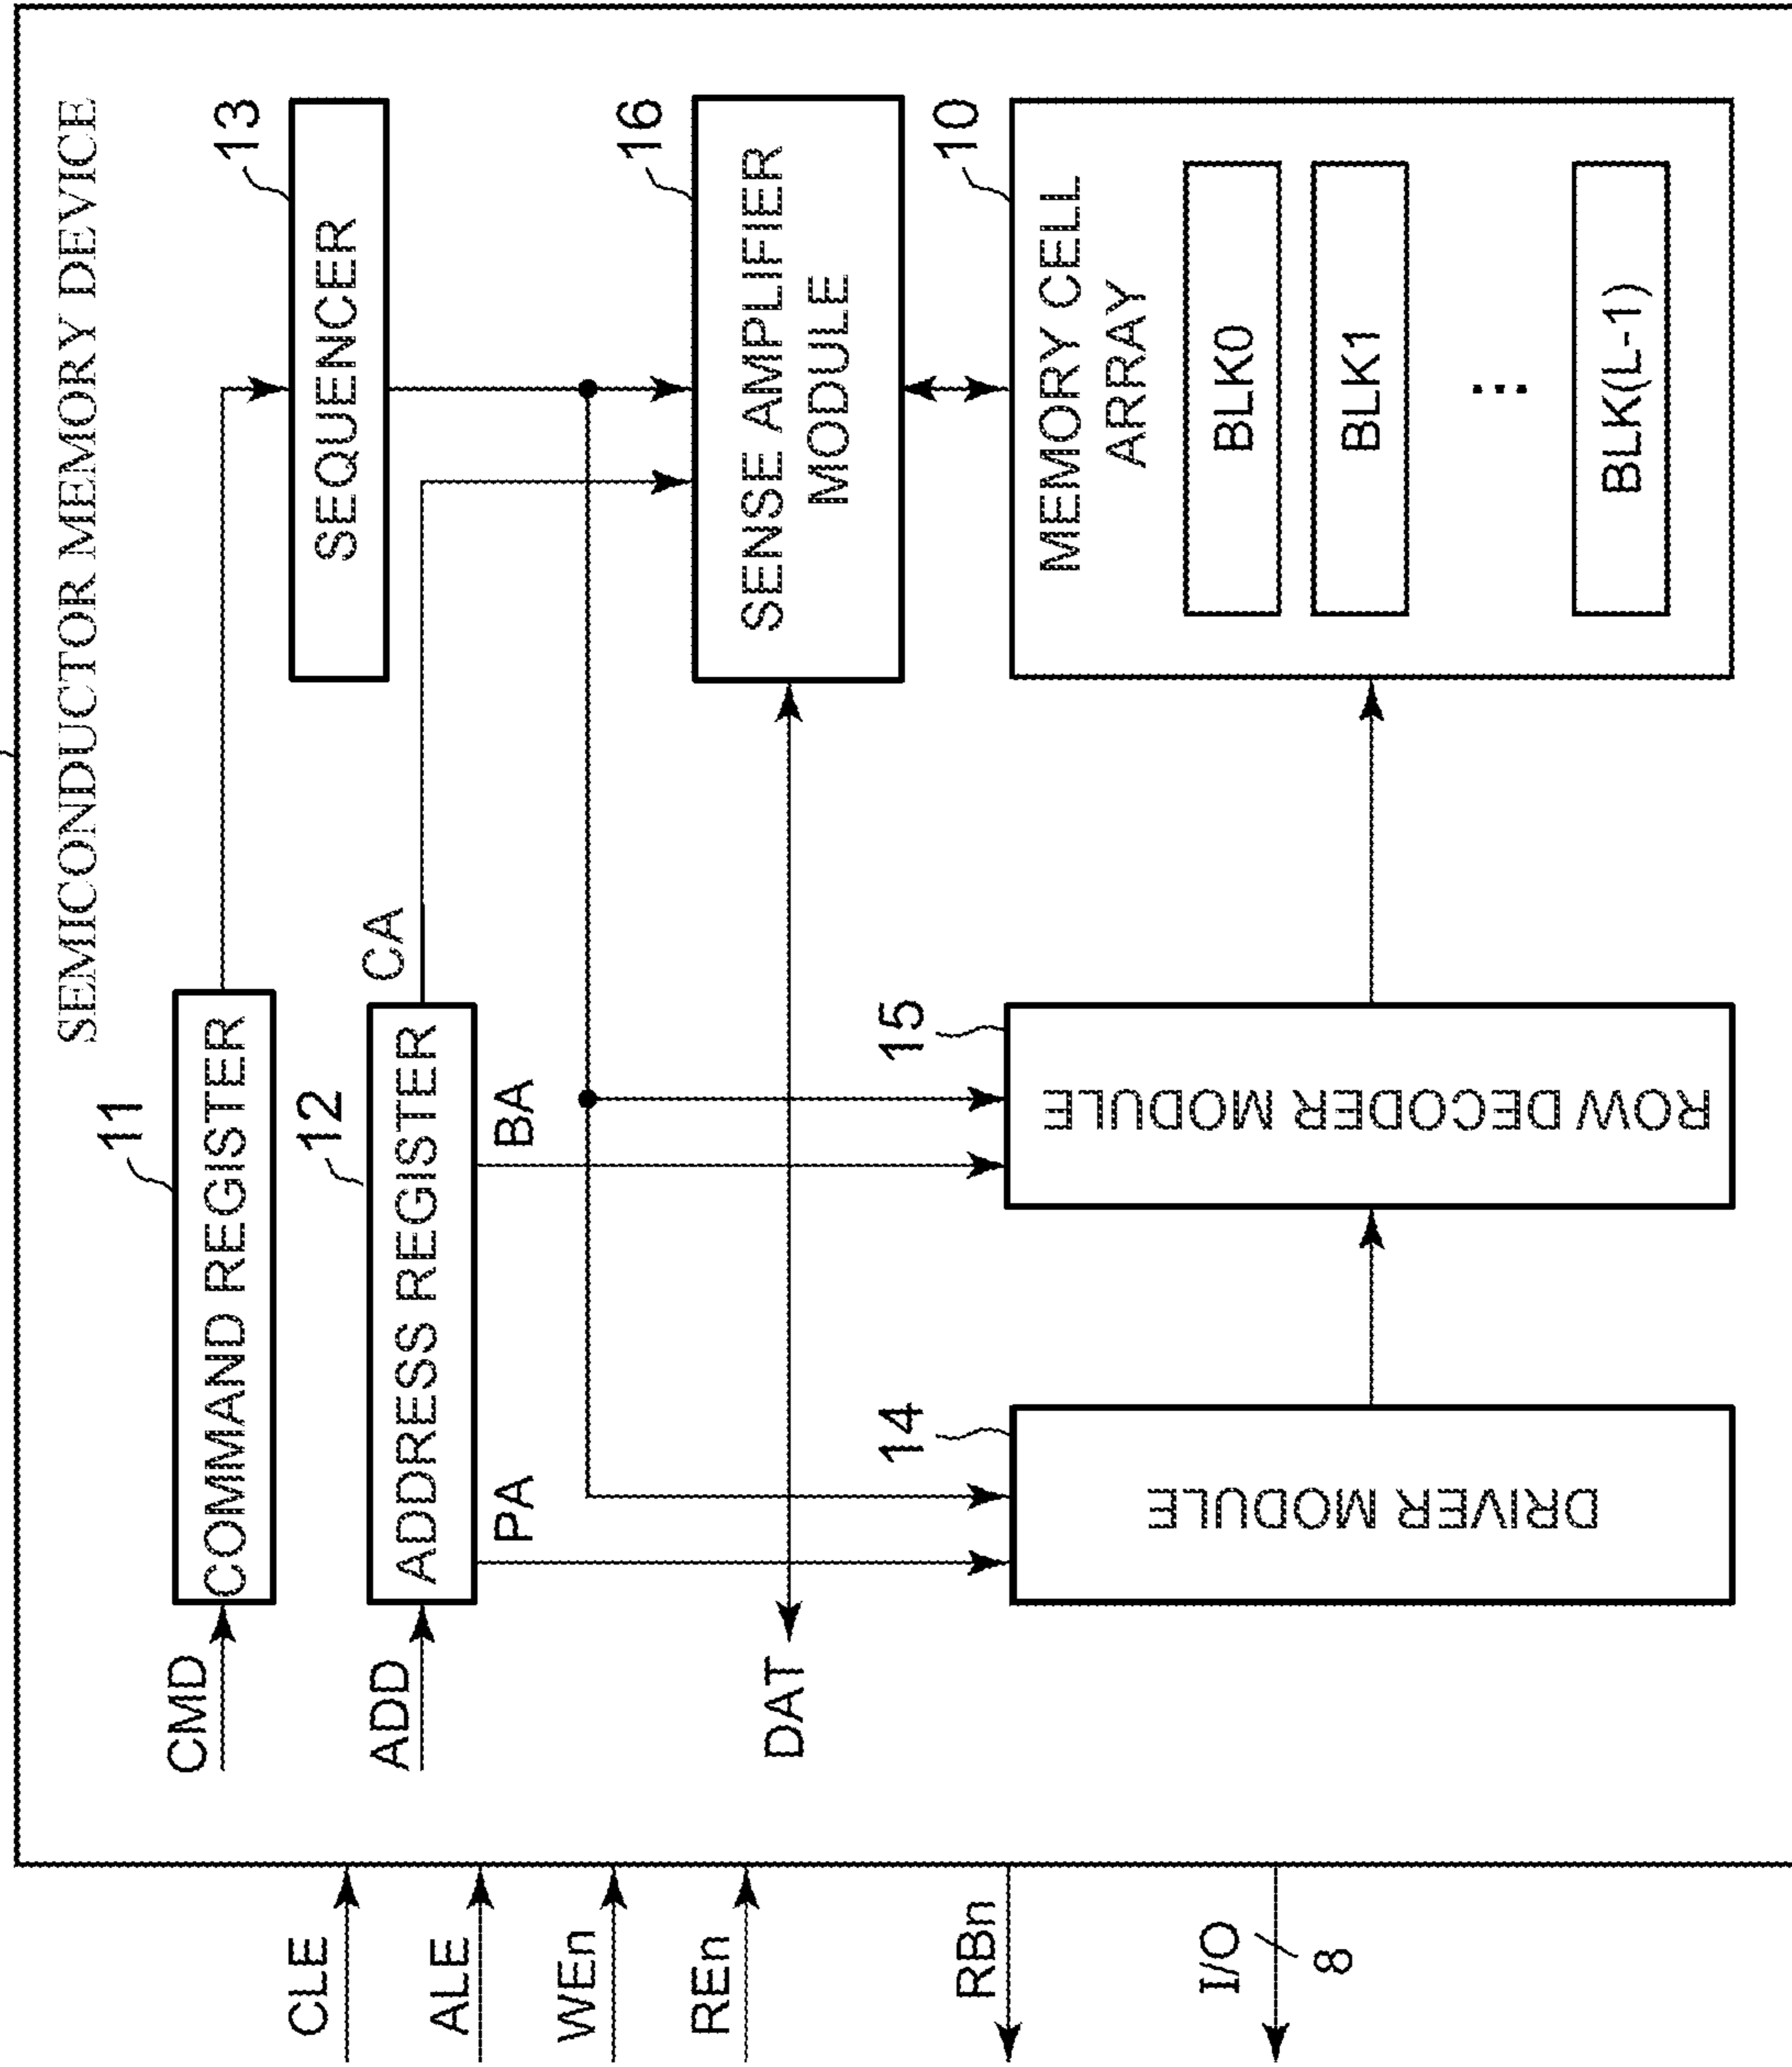 SEMICONDUCTOR MEMORY DEVICE
CLE
ALE
WEn
REn
RBn
I/O
8
CMD
11
COMMAND REGISTER
13
SEQUENCER
ADD
12
ADDRESS REGISTER
CA
PA
BA
DAT
16
SENSE AMPLIFIER
MODULE
14
DRIVER MODULE
15
ROW DECODER MODULE
10
MEMORY CELL
ARRAY
BLK0
BLK1
...
BLK(L-1)